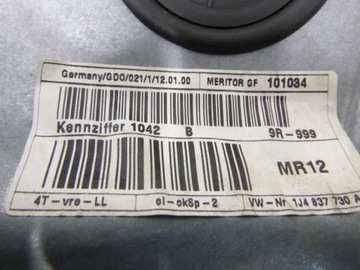 Germany/GDO/021/1/12.01.00 MERITOR GF 101034
Kennziffer 1042 B 9R-999
MR12
4T-vre-LL el-ok6p-2 VW-Nr 1J4 837 730 A